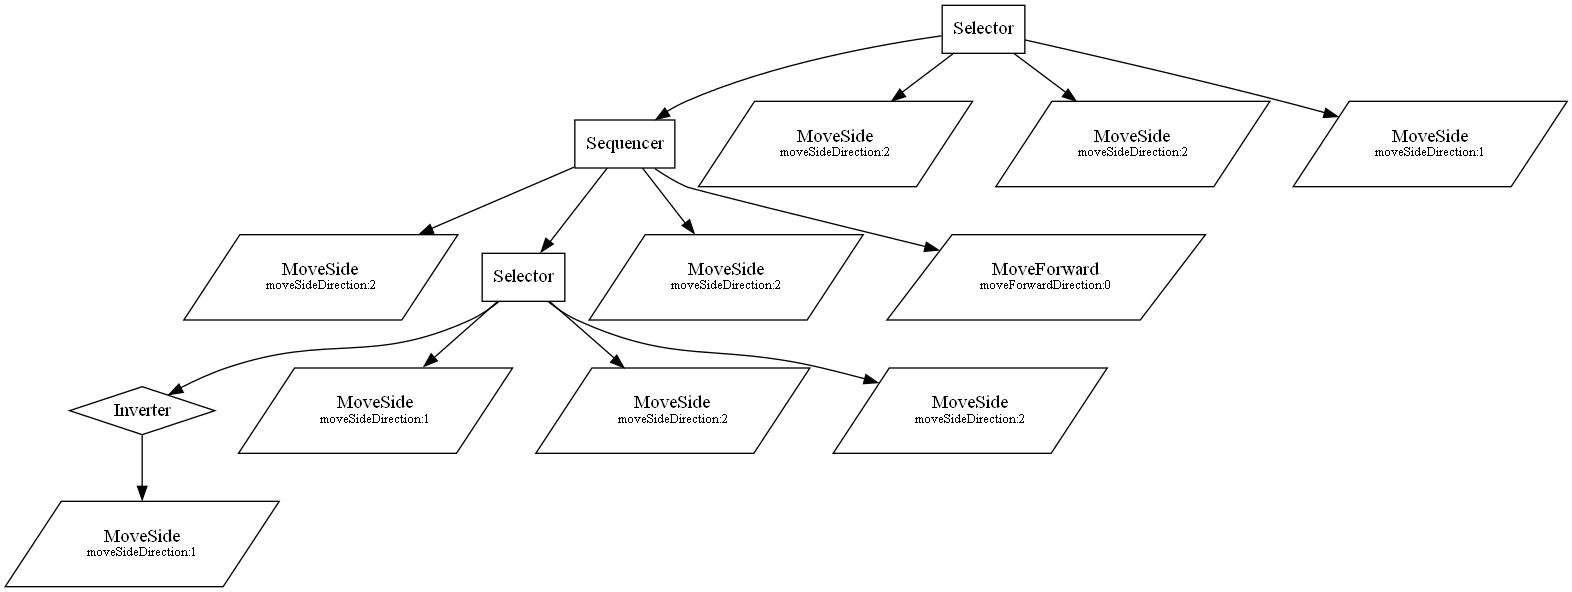 Selector
Sequencer
MoveSide
moveSideDirection:2
MoveSide
moveSideDirection:2
MoveSide
moveSideDirection:1
MoveSide
moveSideDirection:2
Selector
MoveSide
moveSideDirection:2
MoveForward
moveForwardDirection:0
Inverter
MoveSide
moveSideDirection:1
MoveSide
moveSideDirection:2
MoveSide
moveSideDirection:2
MoveSide
moveSideDirection:1